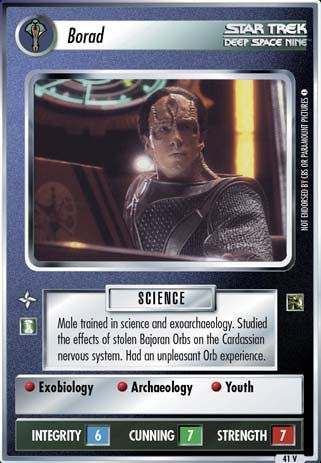 Borad
STAR TREK
DEEP SPACE NINE
NOT ENDORSED BY CBS OR PARAMOUNT PICTURES
SCIENCE
Male trained in science and exoarchaeology. Studied
the effects of stolen Bajoran Orbs on the Cardassian
nervous system. Had an unpleasant Orb experience.
Exobiology Archaeology Youth
INTEGRITY 6 CUNNING 7 STRENGTH 7
41 V